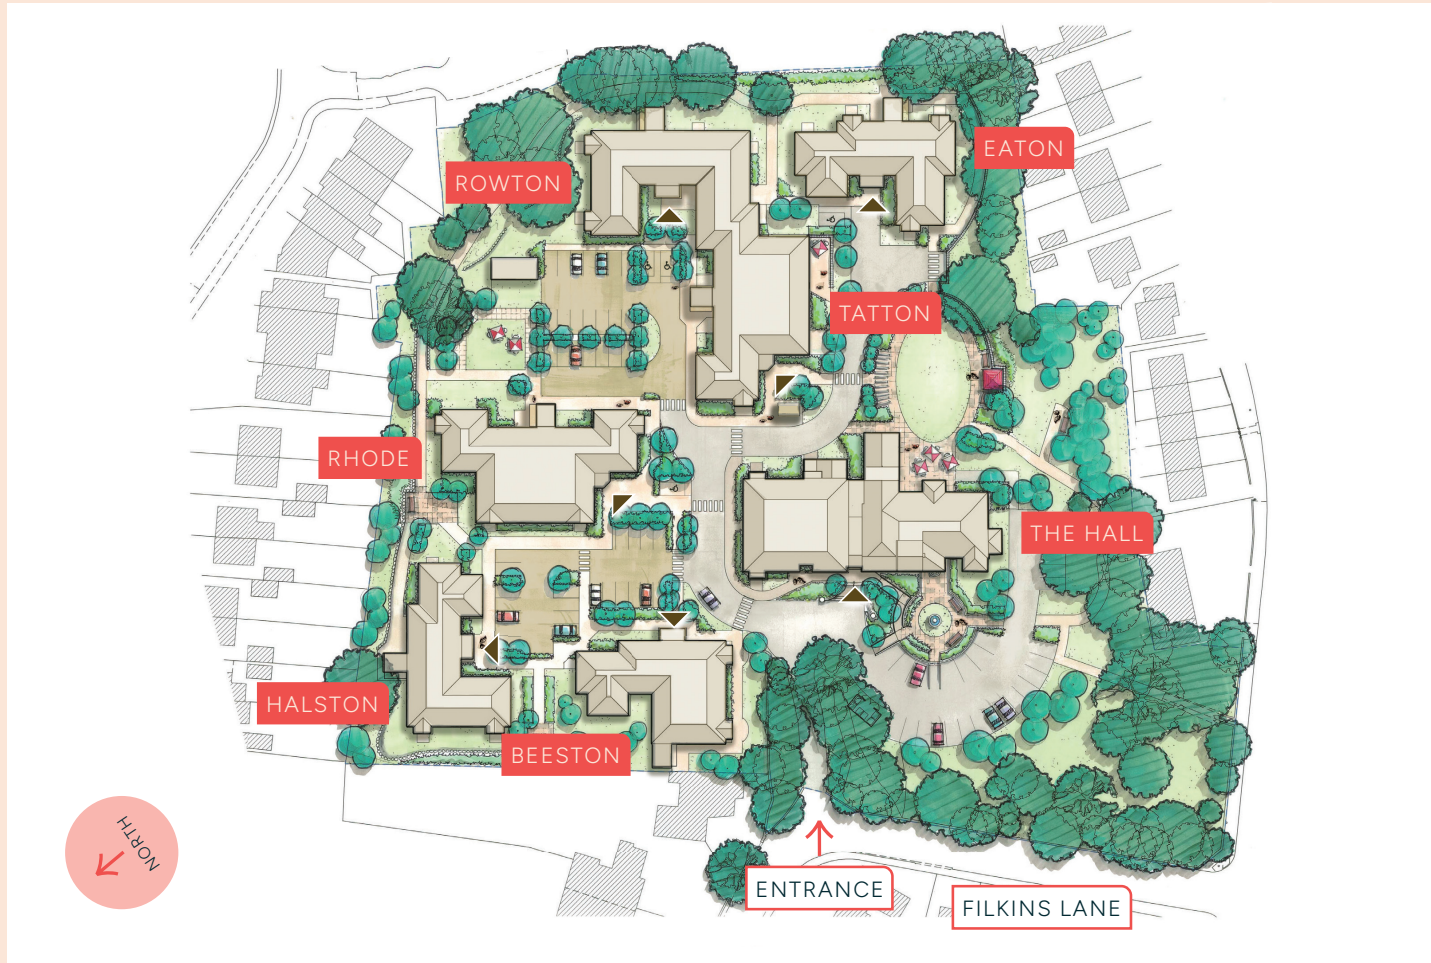 EATON
ROWTON
TATTON
RHODE
THE HALL
HALSTON
BEESTON
NORTH
ENTRANCE
FILKINS LANE